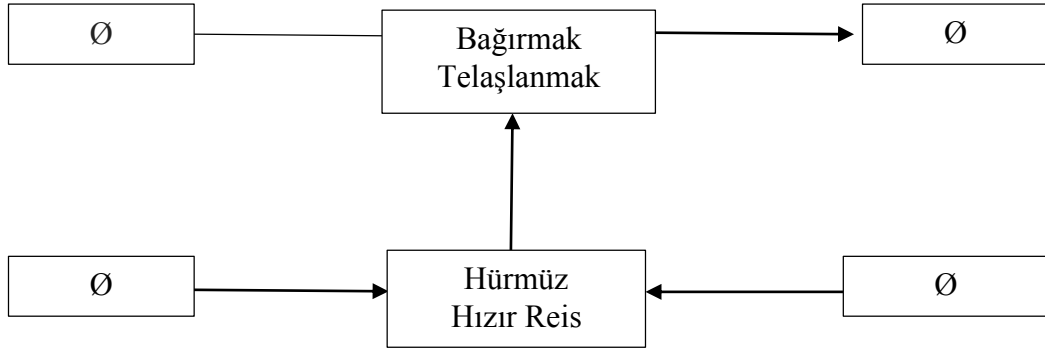 Ø
Bağırmak
Telaşlanmak
Ø
Ø
Hürmüz
Hızır Reis
Ø